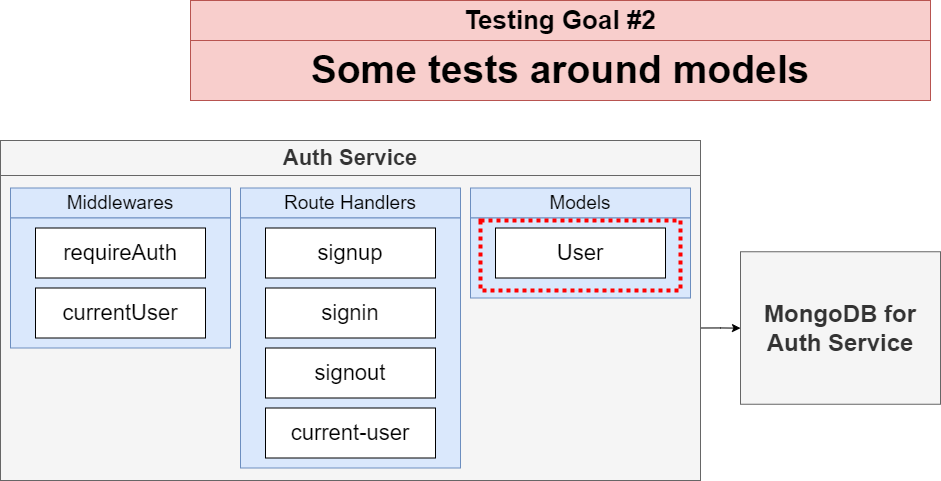 Testing Goal #2
Some tests around models
Auth Service
Middlewares
requireAuth
currentUser
Route Handlers
signup
signin
signout
current-user
Models
User
MongoDB for
Auth Service